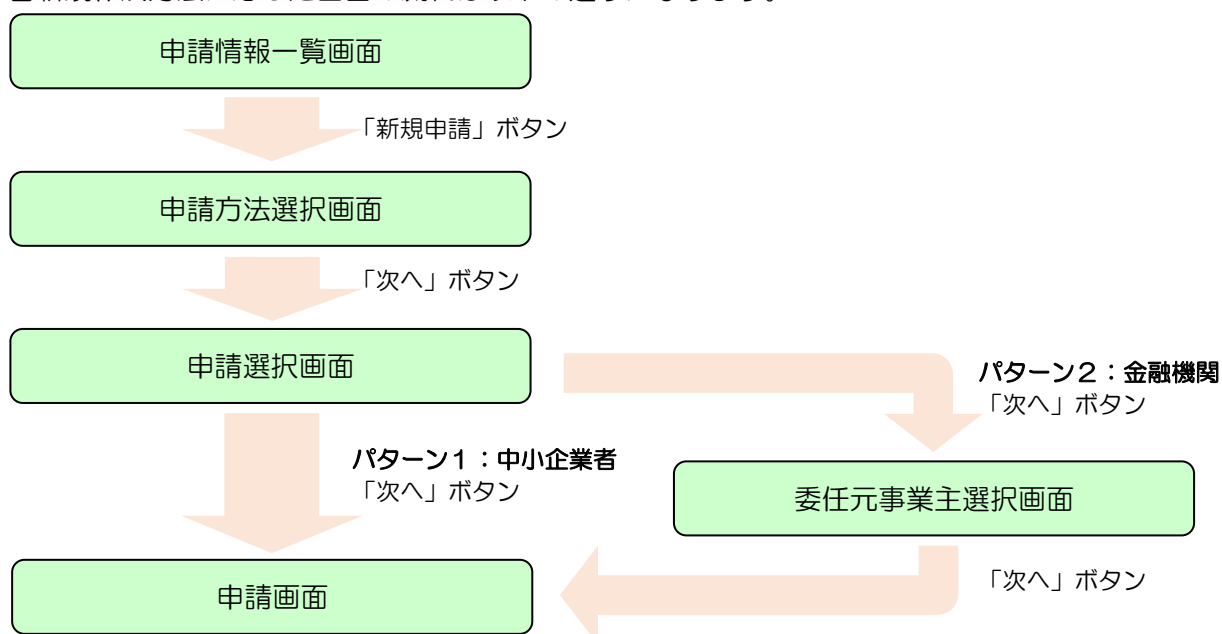 申請情報一覧画面
「新規申請」ボタン
申請方法選択画面
「次へ」ボタン
申請選択画面
パターン2：金融機関
「次へ」ボタン
パターン1：中小企業者
「次へ」ボタン
委任元事業主選択画面
「次へ」ボタン
申請画面